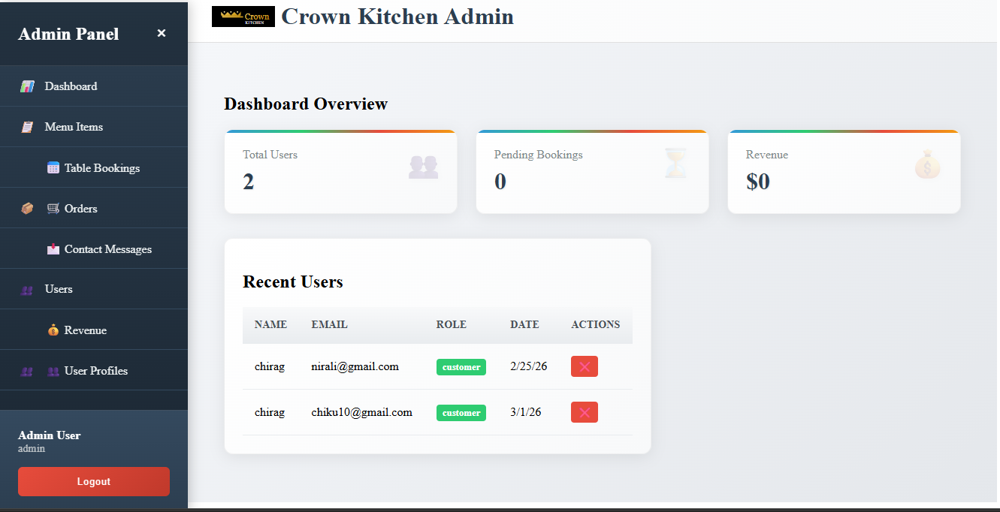 Admin Panel ×
Dashboard
Menu Items
Table Bookings
Orders
Contact Messages
Users
Revenue
User Profiles
Admin User
admin
Logout
Crown
KITCHEN
Crown Kitchen Admin
Dashboard Overview
Total Users
2
Pending Bookings
0
Revenue
$0
Recent Users
NAME EMAIL ROLE DATE ACTIONS
chirag nirali@gmail.com customer 2/25/26
chirag chiku10@gmail.com customer 3/1/26